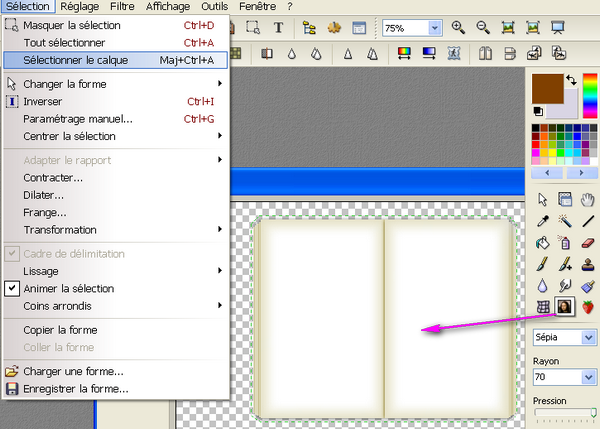 Sélection Réglage Filtre Affichage Outils Fenêtre ?
Masquer la sélection Ctrl+D
Tout sélectionner Ctrl+A
Sélectionner le calque Maj+Ctrl+A
Changer la forme
Inverser Ctrl+I
Paramétrage manuel... Ctrl+G
Centrer la sélection
Adapter le rapport
Contracter...
Dilater...
Frange...
Transformation
Cadre de délimitation
Lissage
Animer la sélection
Coins arrondis
Copier la forme
Coller la forme
Charger une forme...
Enregistrer la forme...
T
75%
Sépia
Rayon
70
Pression